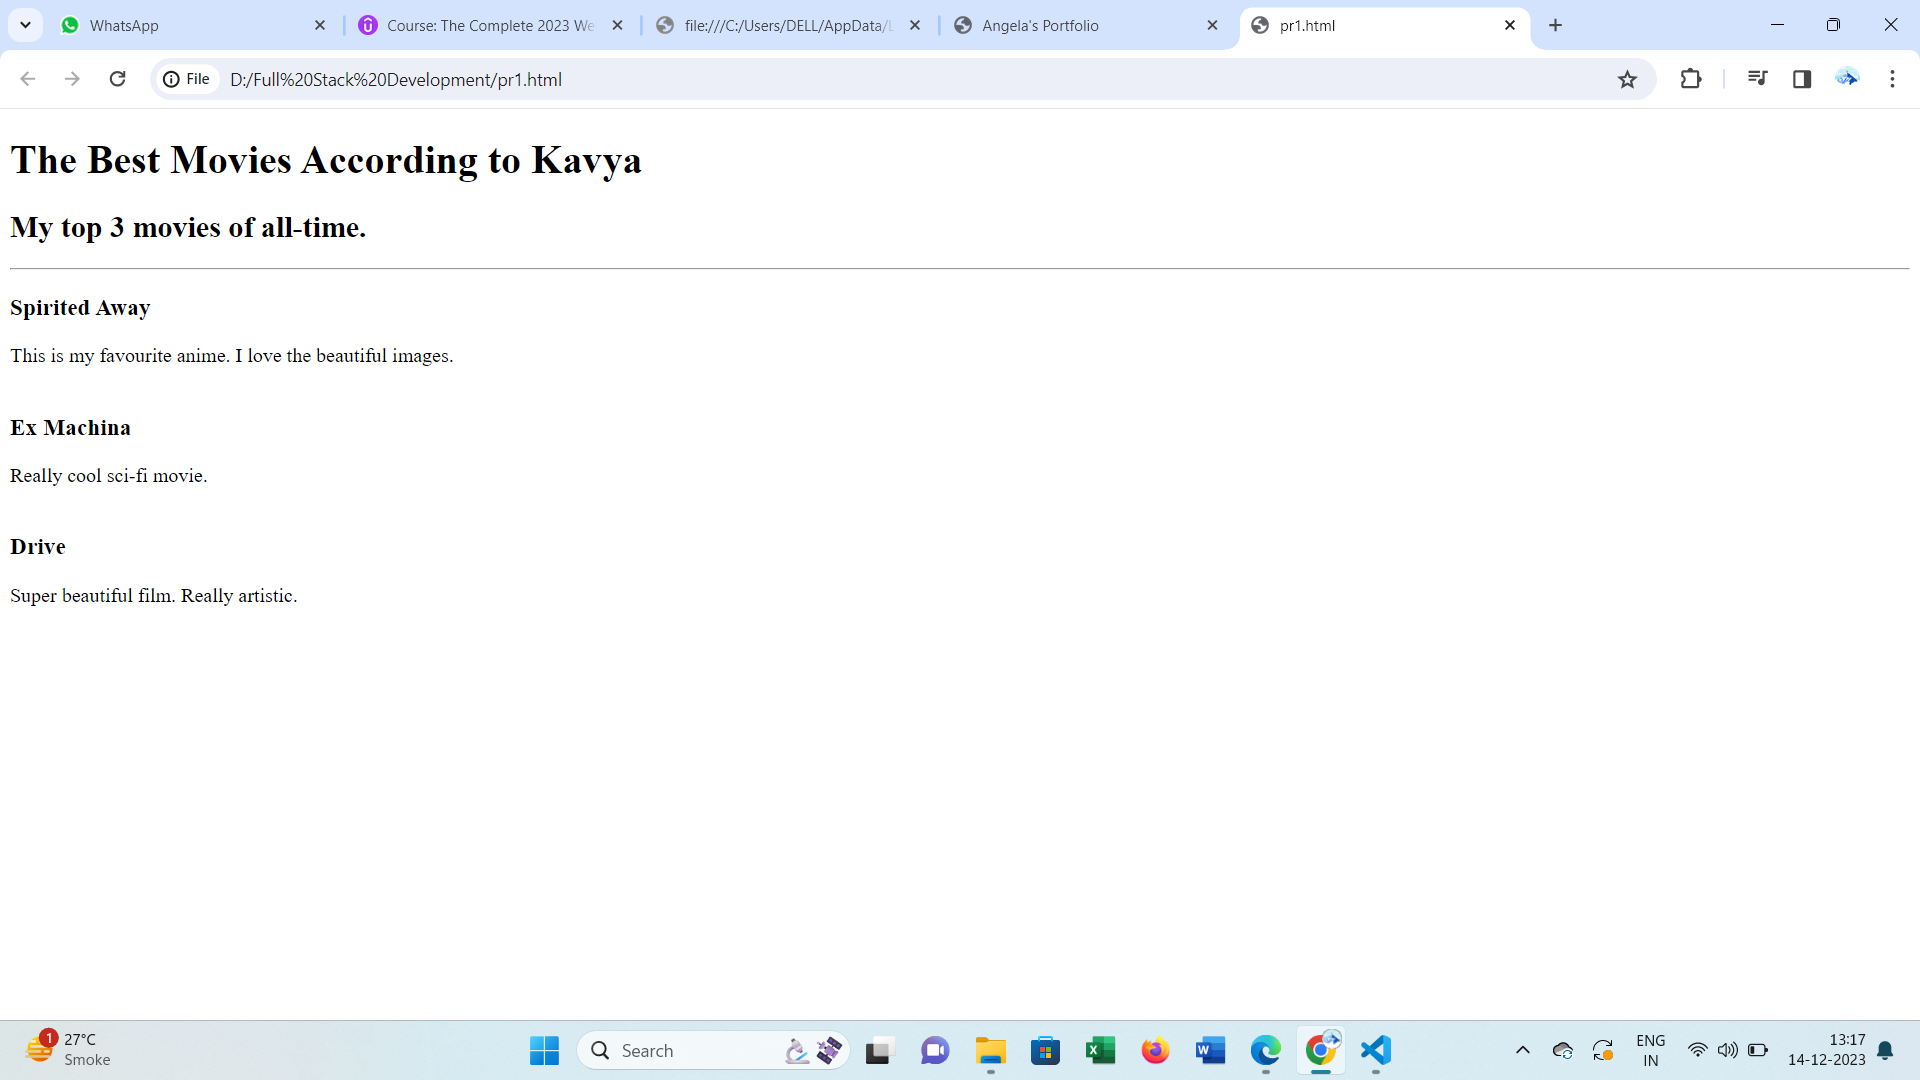 WhatsApp
Course: The Complete 2023 We
file:///C:/Users/DELL/AppData/L
Angela's Portfolio
pr1.html
File
D:/Full%20Stack%20Development/pr1.html
The Best Movies According to Kavya
My top 3 movies of all-time.
Spirited Away
This is my favourite anime. I love the beautiful images.
Ex Machina
Really cool sci-fi movie.
Drive
Super beautiful film. Really artistic.
1
27°C
Smoke
Search
ENG
IN
13:17
14-12-2023